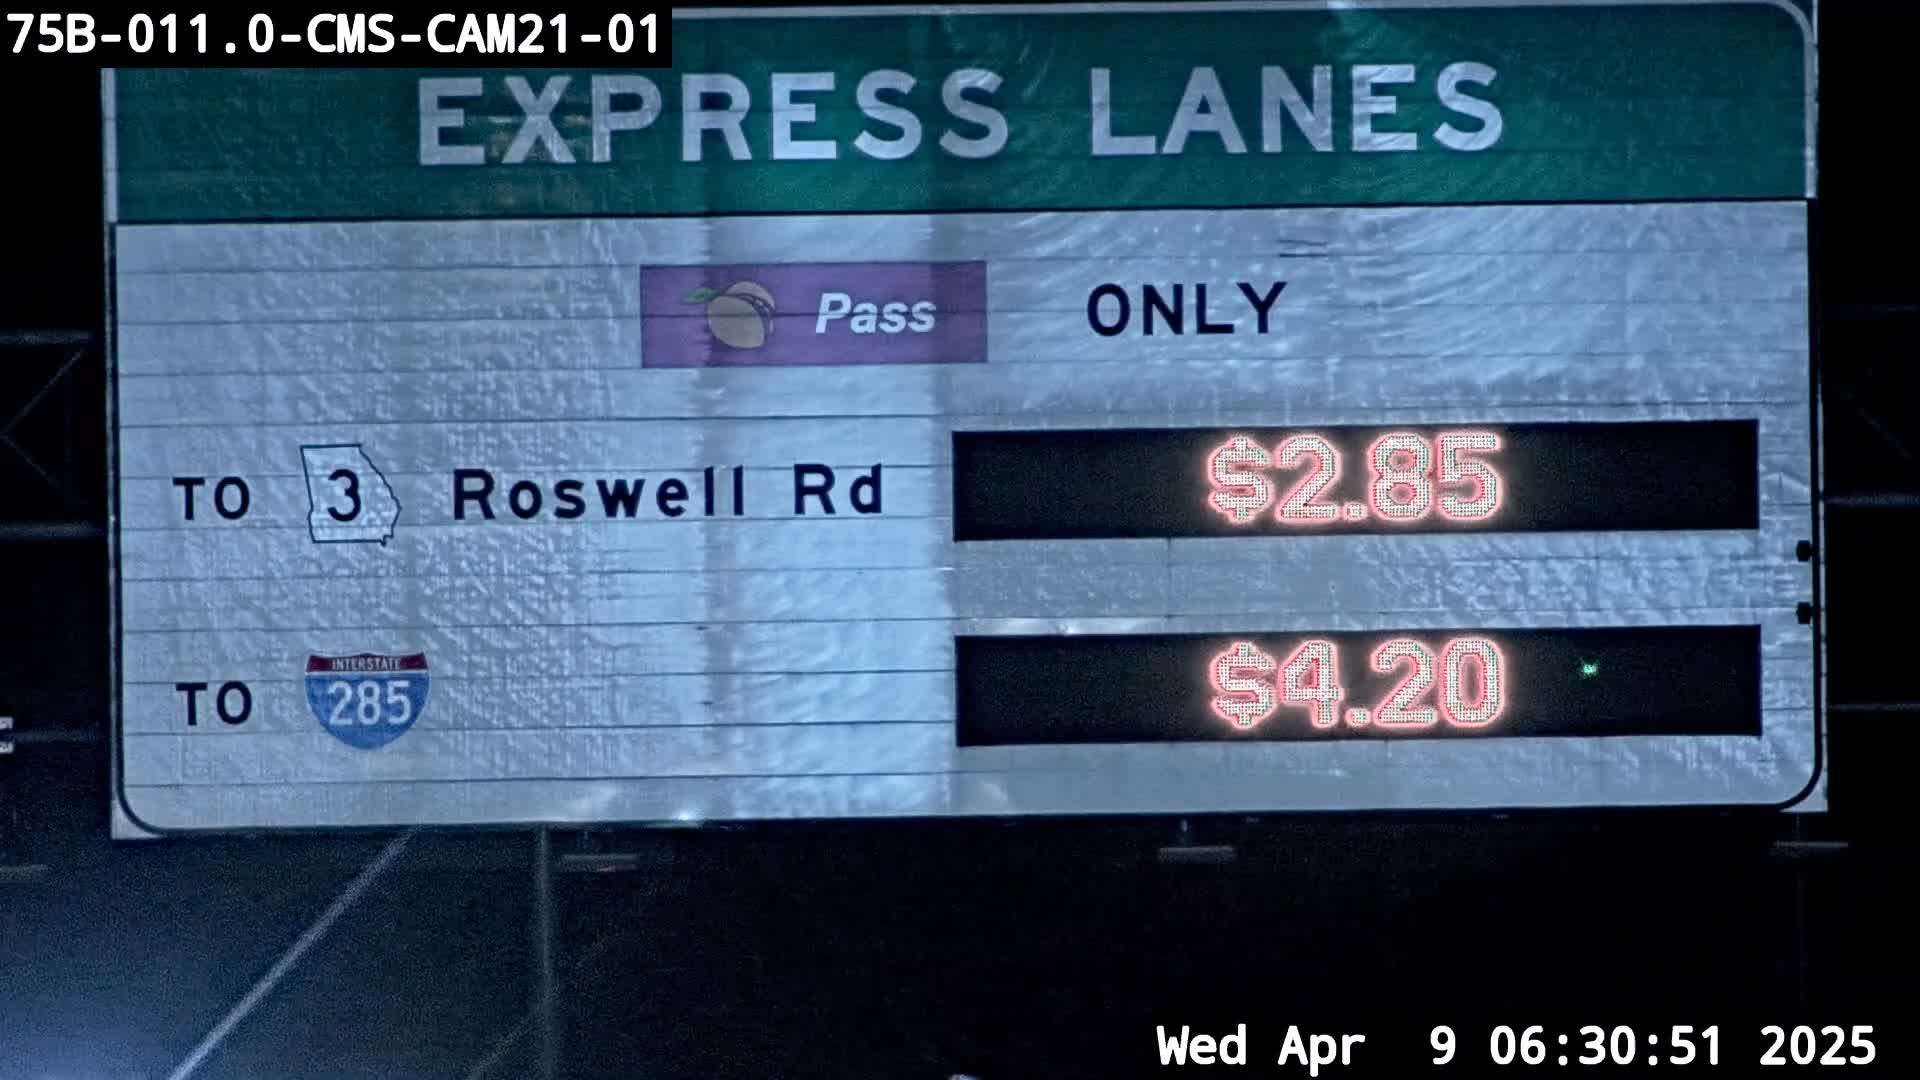 75B-011.0-CMS-CAM21-01
EXPRESS LANES
Pass ONLY
TO 3 Roswell Rd $2.85
TO INTERSTATE 285 $4.20
Wed Apr 9 06:30:51 2025